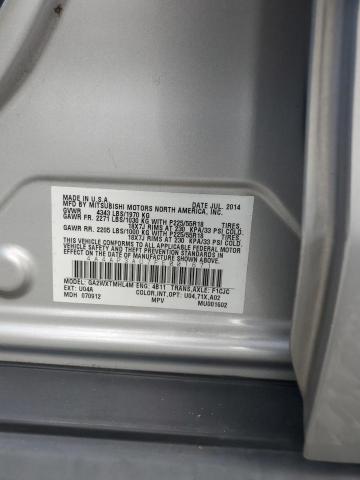 MADE IN U.S.A. DATE JUL. 2014
MFD BY MITSUBISHI MOTORS NORTH AMERICA, INC.
GVWR 4343 LBS/1970 KG
GAWR FR. 2271 LBS/1030 KG WITH P225/55R18 TIRES,
18X7J RIMS AT 230 KPA/33 PSI COLD.
GAWR RR. 2205 LBS/1000 KG WITH P225/55R18 TIRES,
18X7J RIMS AT 230 KPA/33 PSI COLD.
THIS VEHICLE CONFORMS TO ALL APPLICABLE FEDERAL MOTOR
VEHICLE SAFETY, BUMPER, AND THEFT PREVENTION
STANDARDS IN EFFECT ON THE DATE OF
MANUFACTURE SHOWN ABOVE.
MODEL: GA2WXTMHL4M ENG: 4B11 TRANS,AXLE: F1CJC
EXT: U04A COLOR,INT,OPT: U04,71X,A02
MDH 070912 MPV MU001602